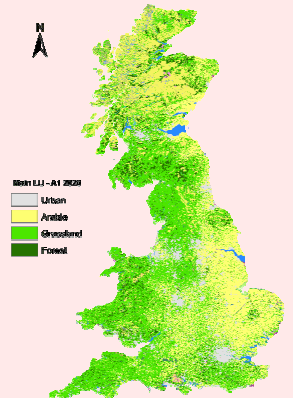 N
Main LU - A1 2020
Urban
Arable
Grassland
Forest